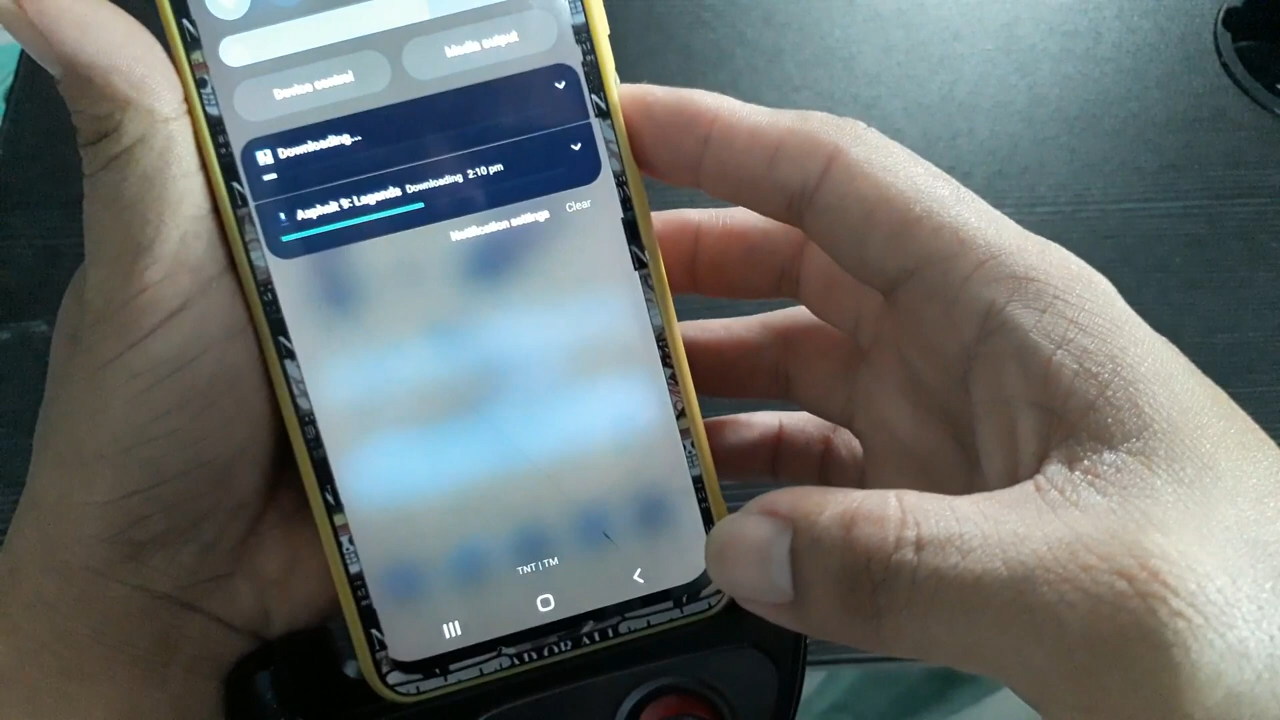 Device control
Media output
Downloading...
Asphalt 9: Legends Downloading 2:10 pm
Notification settings Clear
TNT | TM